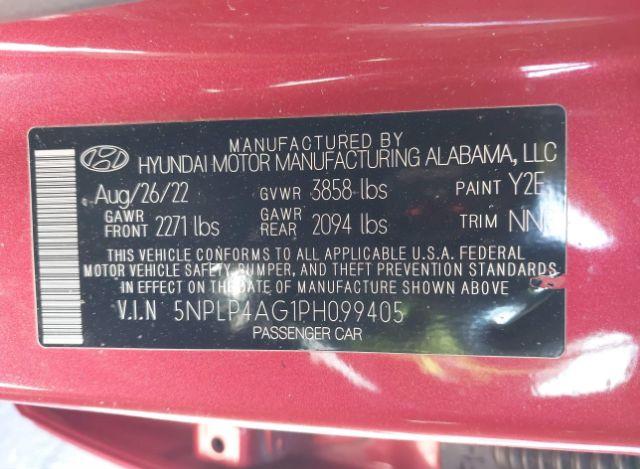 MANUFACTURED BY
HYUNDAI MOTOR MANUFACTURING ALABAMA, LLC
Aug/26/22 GVWR 3858 lbs PAINT Y2E
GAWR FRONT 2271 lbs GAWR REAR 2094 lbs TRIM NN
THIS VEHICLE CONFORMS TO ALL APPLICABLE U.S.A. FEDERAL
MOTOR VEHICLE SAFETY, BUMPER, AND THEFT PREVENTION STANDARDS
IN EFFECT ON THE DATE OF MANUFACTURE SHOWN ABOVE
V.I.N 5NPLP4AG1PH099405
PASSENGER CAR